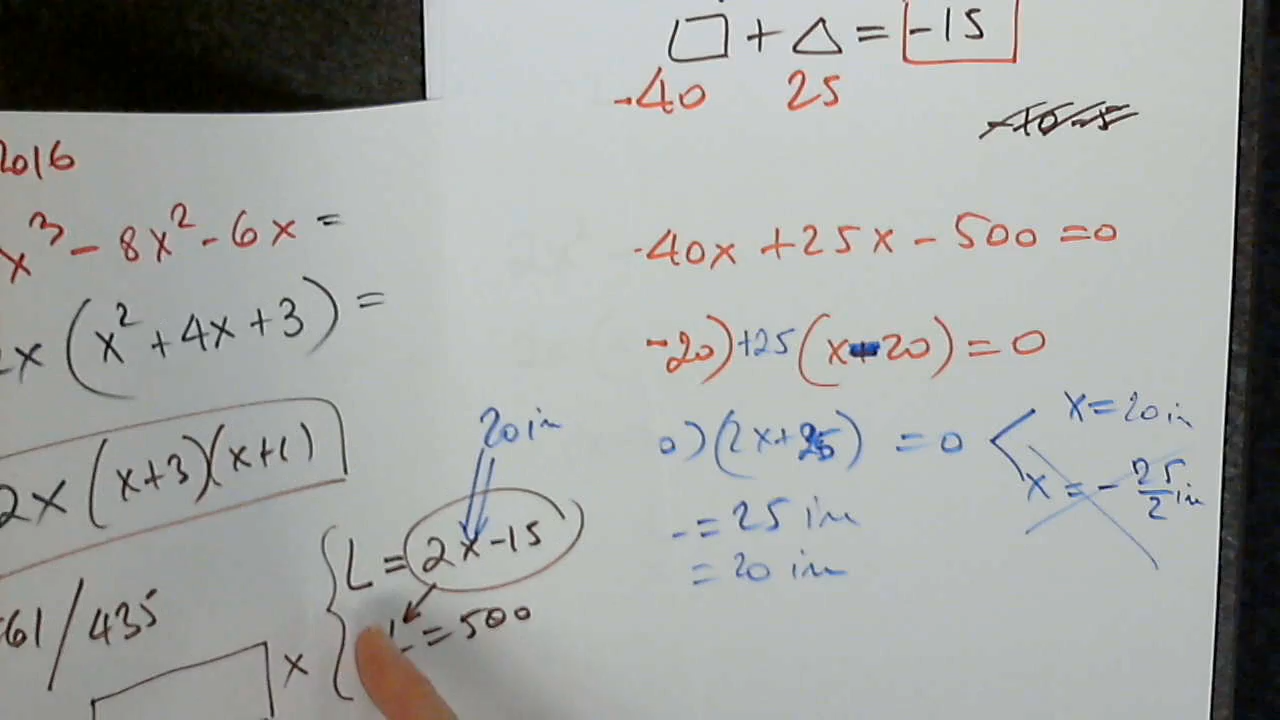 □ + △ = -15
-40 25
-40x + 25x - 500 = 0
-20) +25 (x - 20) = 0
)(2x + 25) = 0
x = 20 in
x = - 25/2 in
= 25 in
= 20 in
2016
x³ - 8x² - 6x =
x (x² + 4x + 3) =
2x (x+3)(x+1)
20 in
L = 2x - 15
L = 500
61 / 435
x